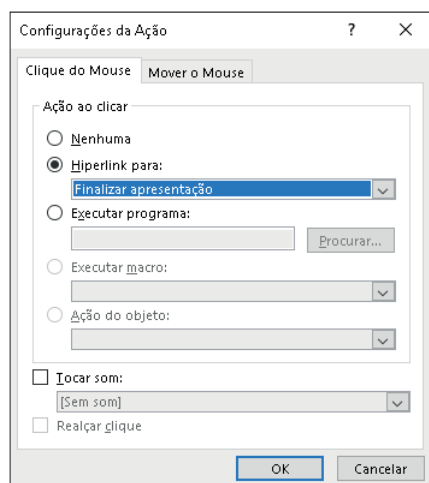 Configurações da Ação ? ×
Clique do Mouse Mover o Mouse
Ação ao clicar
Nenhuma
Hiperlink para:
Finalizar apresentação
Executar programa:
Procurar...
Executar macro:
Ação do objeto:
Tocar som:
[Sem som]
Realçar clique
OK Cancelar